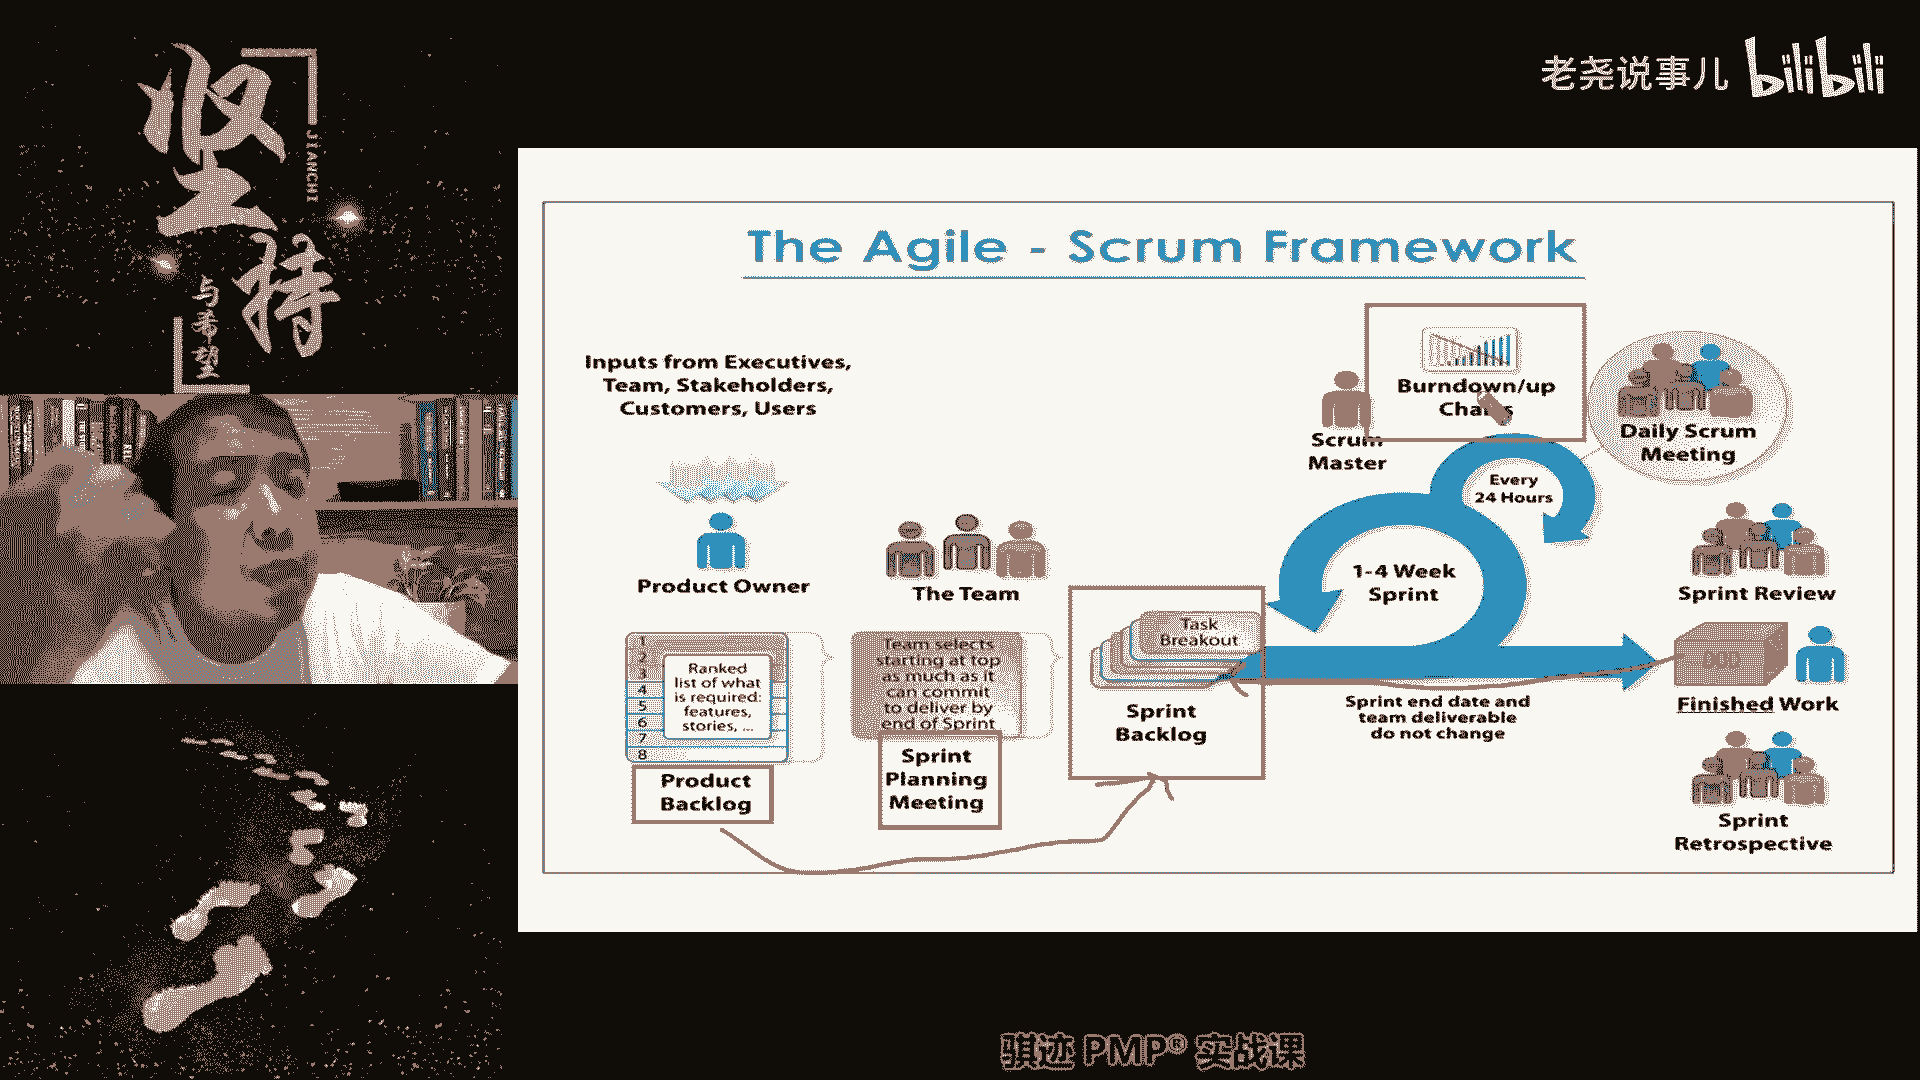 坚
持
JIANCHI
与
希
望
老尧说事儿 bilibili
The Agile - Scrum Framework
Inputs from Executives,
Team, Stakeholders,
Customers, Users
Product Owner
The Team
1
2
3
4
5
6
7
8
Ranked
list of what
is required:
features,
stories, ...
Product
Backlog
Team selects
starting at top
as much as it
can commit
to deliver by
end of Sprint
Sprint
Planning
Meeting
Task
Breakout
Sprint
Backlog
Scrum
Master
Burndown/up
Charts
Every
24 Hours
Daily Scrum
Meeting
1-4 Week
Sprint
Sprint end date and
team deliverable
do not change
Sprint Review
DOD
Finished Work
Sprint
Retrospective
骐迹 PMP® 实战课